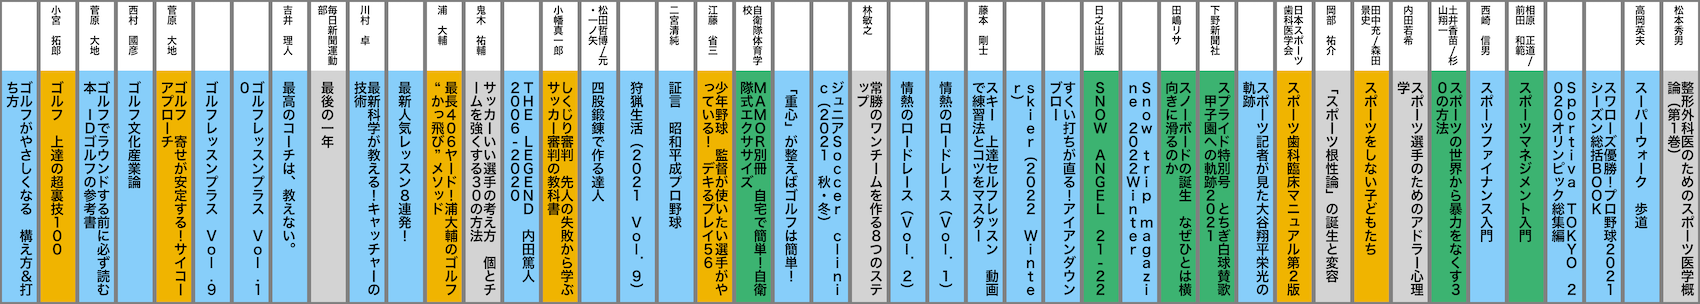 松本秀男
整形外科医のためのスポーツ医学概
論（第1巻）
高岡英夫
スーパーウォーク　歩道
スワローズ優勝！プロ野球2021
シーズン総括BOOK
Sportiva TOKYO 2
020オリンピック総集編
相原 正道/
前田 和範
スポーツマネジメント入門
西崎 信男
スポーツファイナンス入門
土井香苗/杉
山翔一
スポーツの世界から暴力をなくす3
0の方法
内田若希
スポーツ選手のためのアドラー心理
学
田中充/森田
景史
スポーツをしない子どもたち
岡部 祐介
「スポーツ根性論」の誕生と変容
日本スポーツ
歯科医学会
スポーツ歯科臨床マニュアル第2版
スポーツ記者が見た大谷翔平栄光の
軌跡
下野新聞社
スプライド特別号　とちぎ白球賛歌
　甲子園への軌跡2021
田嶋リサ
スノーボードの誕生　なぜひとは横
向きに滑るのか
Snow trip magazi
ne 2022Winter
日之出出版
SNOW ANGEL 21-22
すくい打ちが直る！アイアンダウン
ブロー
skier（2022 Winte
r）
藤本 剛士
スキー上達セルフレッスン　動画
で練習法とコツをマスター
情熱のロードレース（Vol.1）
情熱のロードレース（Vol.2）
林敏之
常勝のワンチームを作る8つのステ
ップ
ジュニアSoccer clini
c（2021 秋・冬）
「重心」が整えばゴルフは簡単！
自衛隊体育学
校
MAMOR別冊　自宅で簡単！自衛
隊式エクササイズ
江藤 省三
少年野球　監督が使いたい選手がや
っている！　デキるプレイ56
二宮清純
証言　昭和平成プロ野球
狩猟生活（2021 Vol.9）
松田哲博/元
・一ノ矢
四股鍛錬で作る達人
小幡真一郎
しくじり審判　先人の失敗から学ぶ
サッカー審判の教科書
THE LEGEND 内田篤人
2006-2020
鬼木 祐輔
サッカーいい選手の考え方　個とチ
ームを強くする30の方法
浦 大輔
最長406ヤード！浦大輔のゴルフ
“かっ飛び”メソッド
最新人気レッスン8連発！
川村 卓
最新科学が教える！キャッチャーの
技術
毎日新聞運動
部
最後の一年
吉井 理人
最高のコーチは、教えない。
ゴルフレッスンプラス　Vol.1
0
ゴルフレッスンプラス　Vol.9
菅原 大地
ゴルフ　寄せが安定する！サイコー
アプローチ
西村 國彦
ゴルフ文化産業論
菅原 大地
ゴルフでラウンドする前に必ず読む
本　IDゴルフの参考書
小宮 拓郎
ゴルフ　上達の超裏技100
ゴルフがやさしくなる　構え方&打
ち方